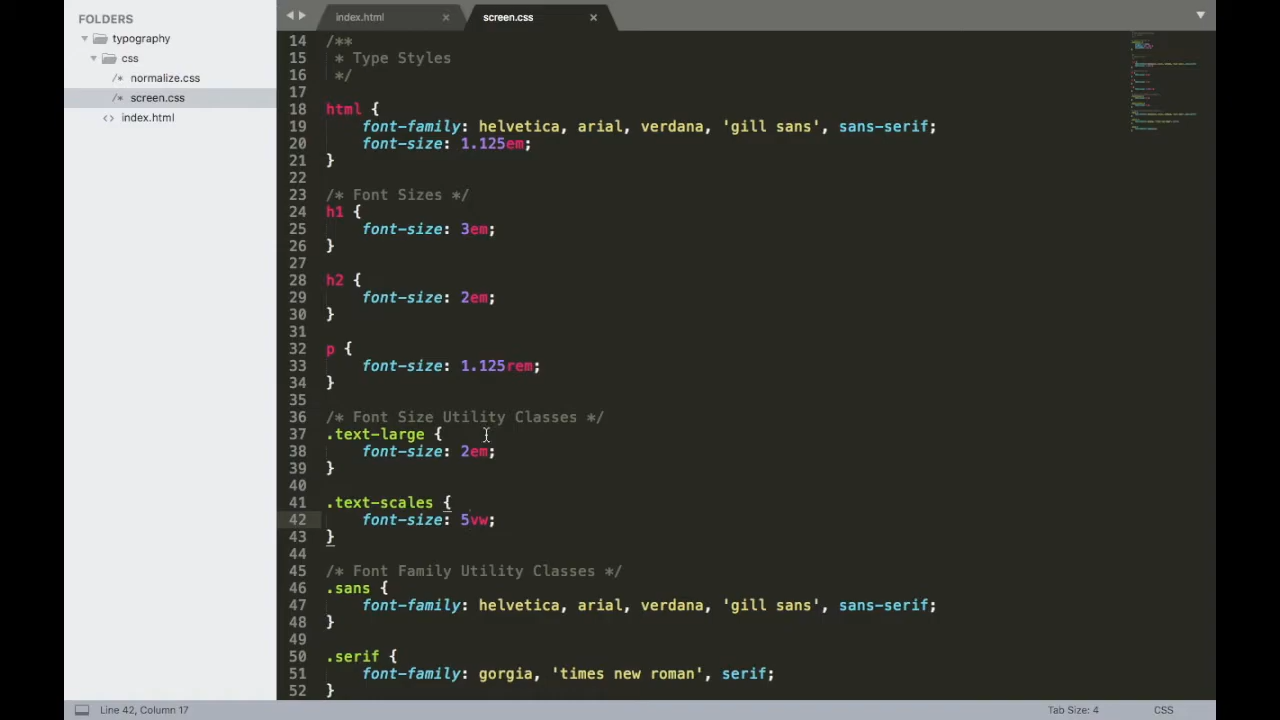 FOLDERS
typography
css
/* normalize.css
/* screen.css
<> index.html
index.html ×
screen.css ×
14 /**
15 * Type Styles
16 */
17
18 html {
19 font-family: helvetica, arial, verdana, 'gill sans', sans-serif;
20 font-size: 1.125em;
21 }
22
23 /* Font Sizes */
24 h1 {
25 font-size: 3em;
26 }
27
28 h2 {
29 font-size: 2em;
30 }
31
32 p {
33 font-size: 1.125rem;
34 }
35
36 /* Font Size Utility Classes */
37 .text-large {
38 font-size: 2em;
39 }
40
41 .text-scales {
42 font-size: 5vw;
43 }
44
45 /* Font Family Utility Classes */
46 .sans {
47 font-family: helvetica, arial, verdana, 'gill sans', sans-serif;
48 }
49
50 .serif {
51 font-family: gorgia, 'times new roman', serif;
52 }
Line 42, Column 17
Tab Size: 4
CSS